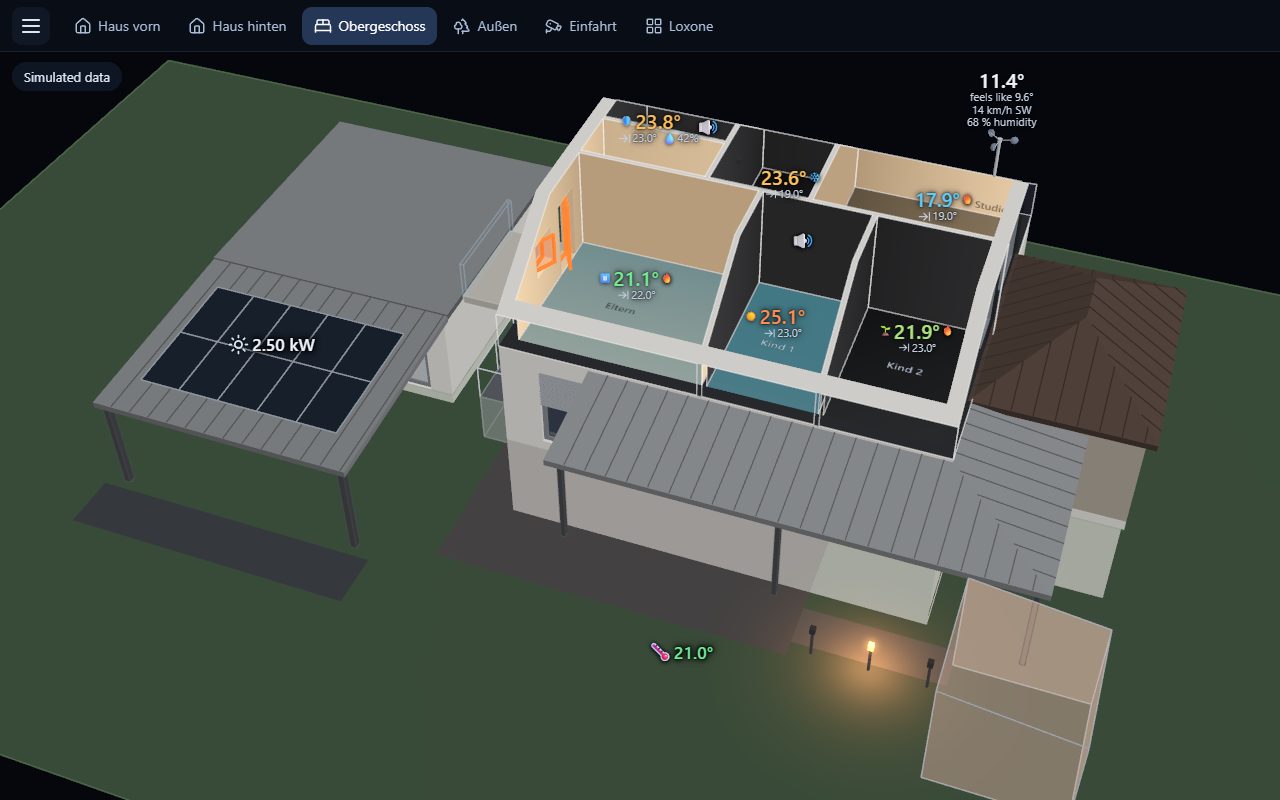 Haus vorn
Haus hinten
Obergeschoss
Außen
Einfahrt
Loxone
Simulated data
11.4°
feels like 9.6°
14 km/h SW
68 % humidity
23.8°
23.0° 42%
23.6°
19.0°
17.9°
19.0°
Studio
21.1°
22.0°
Eltern
25.1°
23.0°
Kind 1
21.9°
23.0°
Kind 2
2.50 kW
21.0°